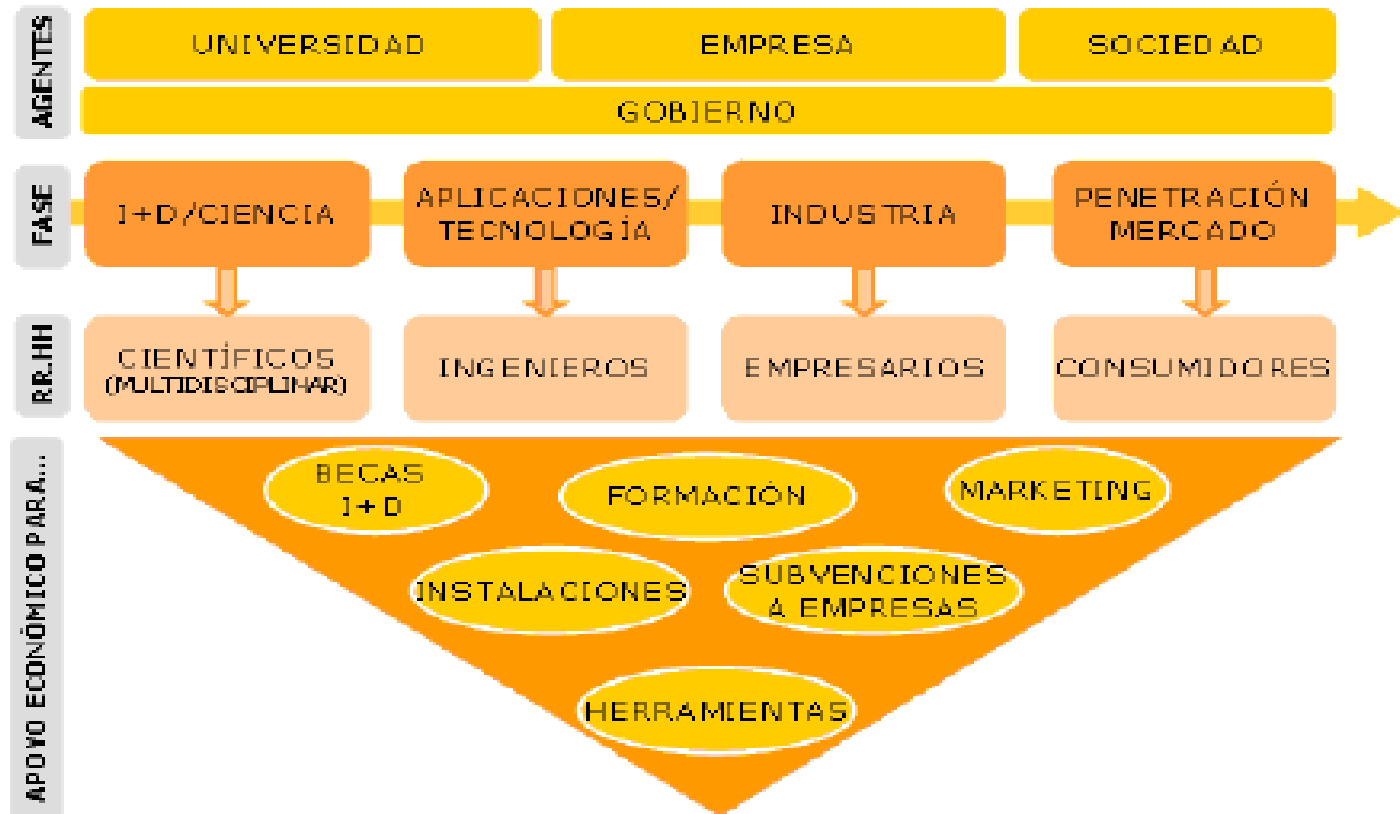 AGENTES
UNIVERSIDAD
EMPRESA
SOCIEDAD
GOBIERNO
FASE
I+D/CIENCIA
APLICACIONES/
TECNOLOGÍA
INDUSTRIA
PENETRACIÓN
MERCADO
RR.HH
CIENTÍFICOS
(MULTIDISCIPLINAR)
INGENIEROS
EMPRESARIOS
CONSUMIDORES
APOYO ECONÓMICO PARA...
BECAS
I+D
FORMACIÓN
MARKETING
INSTALACIONES
SUBVENCIONES
A EMPRESAS
HERRAMIENTAS